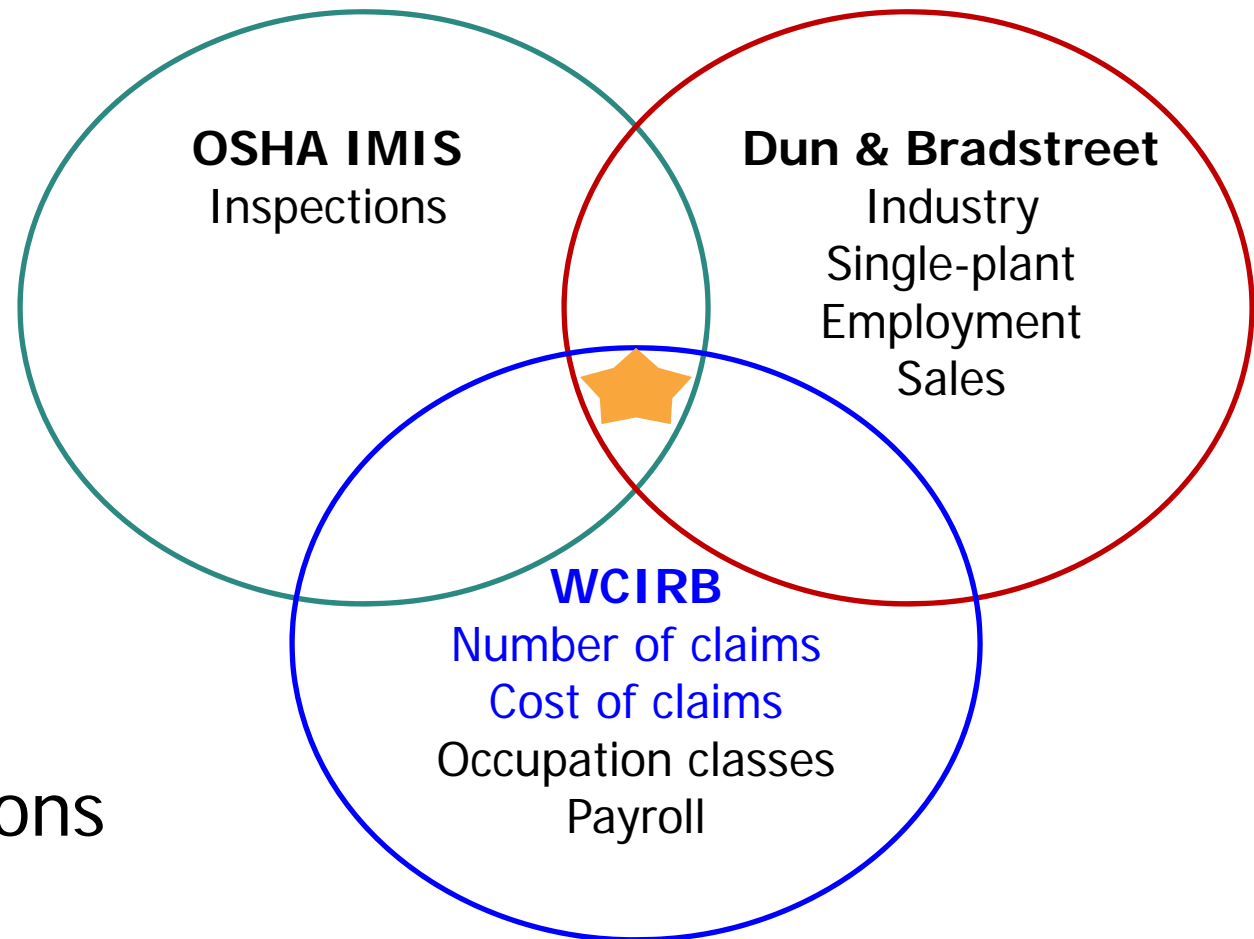 OSHA IMIS
Inspections
Dun & Bradstreet
Industry
Single-plant
Employment
Sales
WCIRB
Number of claims
Cost of claims
Occupation classes
Payroll
ons